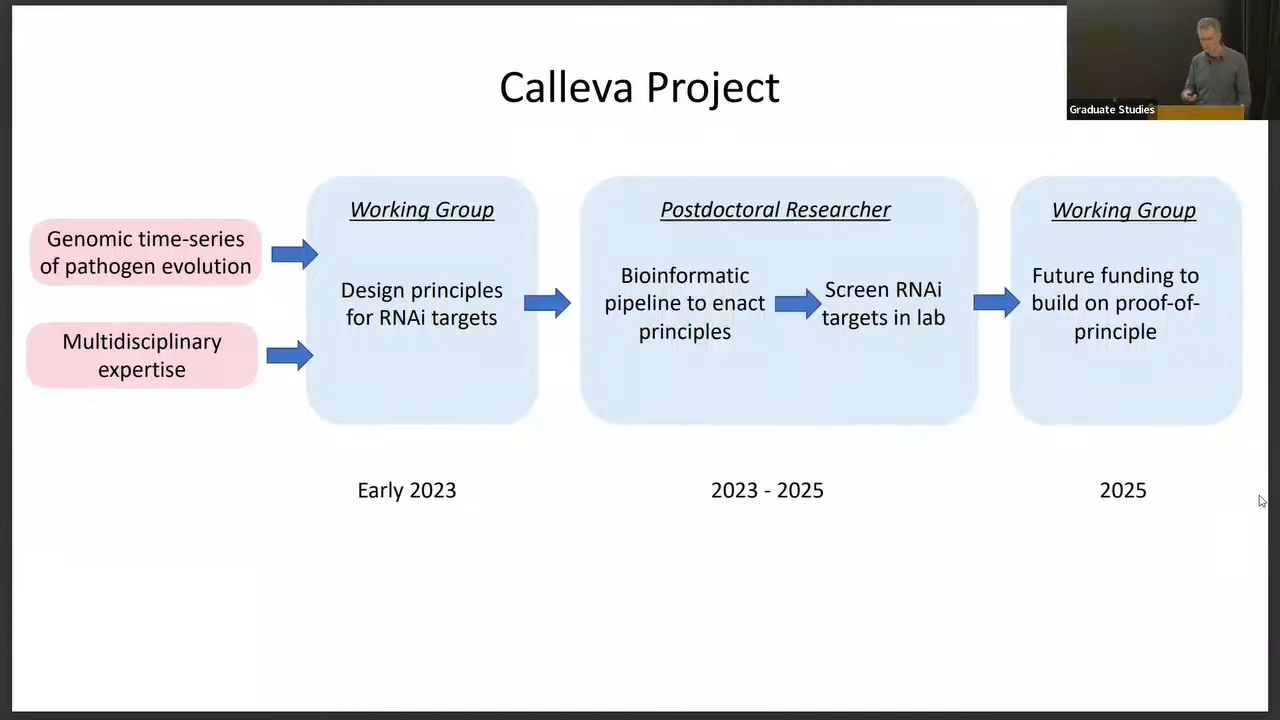 Calleva Project
Graduate Studies
Genomic time-series
of pathogen evolution
Multidisciplinary
expertise
Working Group
Design principles
for RNAi targets
Postdoctoral Researcher
Bioinformatic
pipeline to enact
principles
Screen RNAi
targets in lab
Working Group
Future funding to
build on proof-of-
principle
Early 2023
2023 - 2025
2025